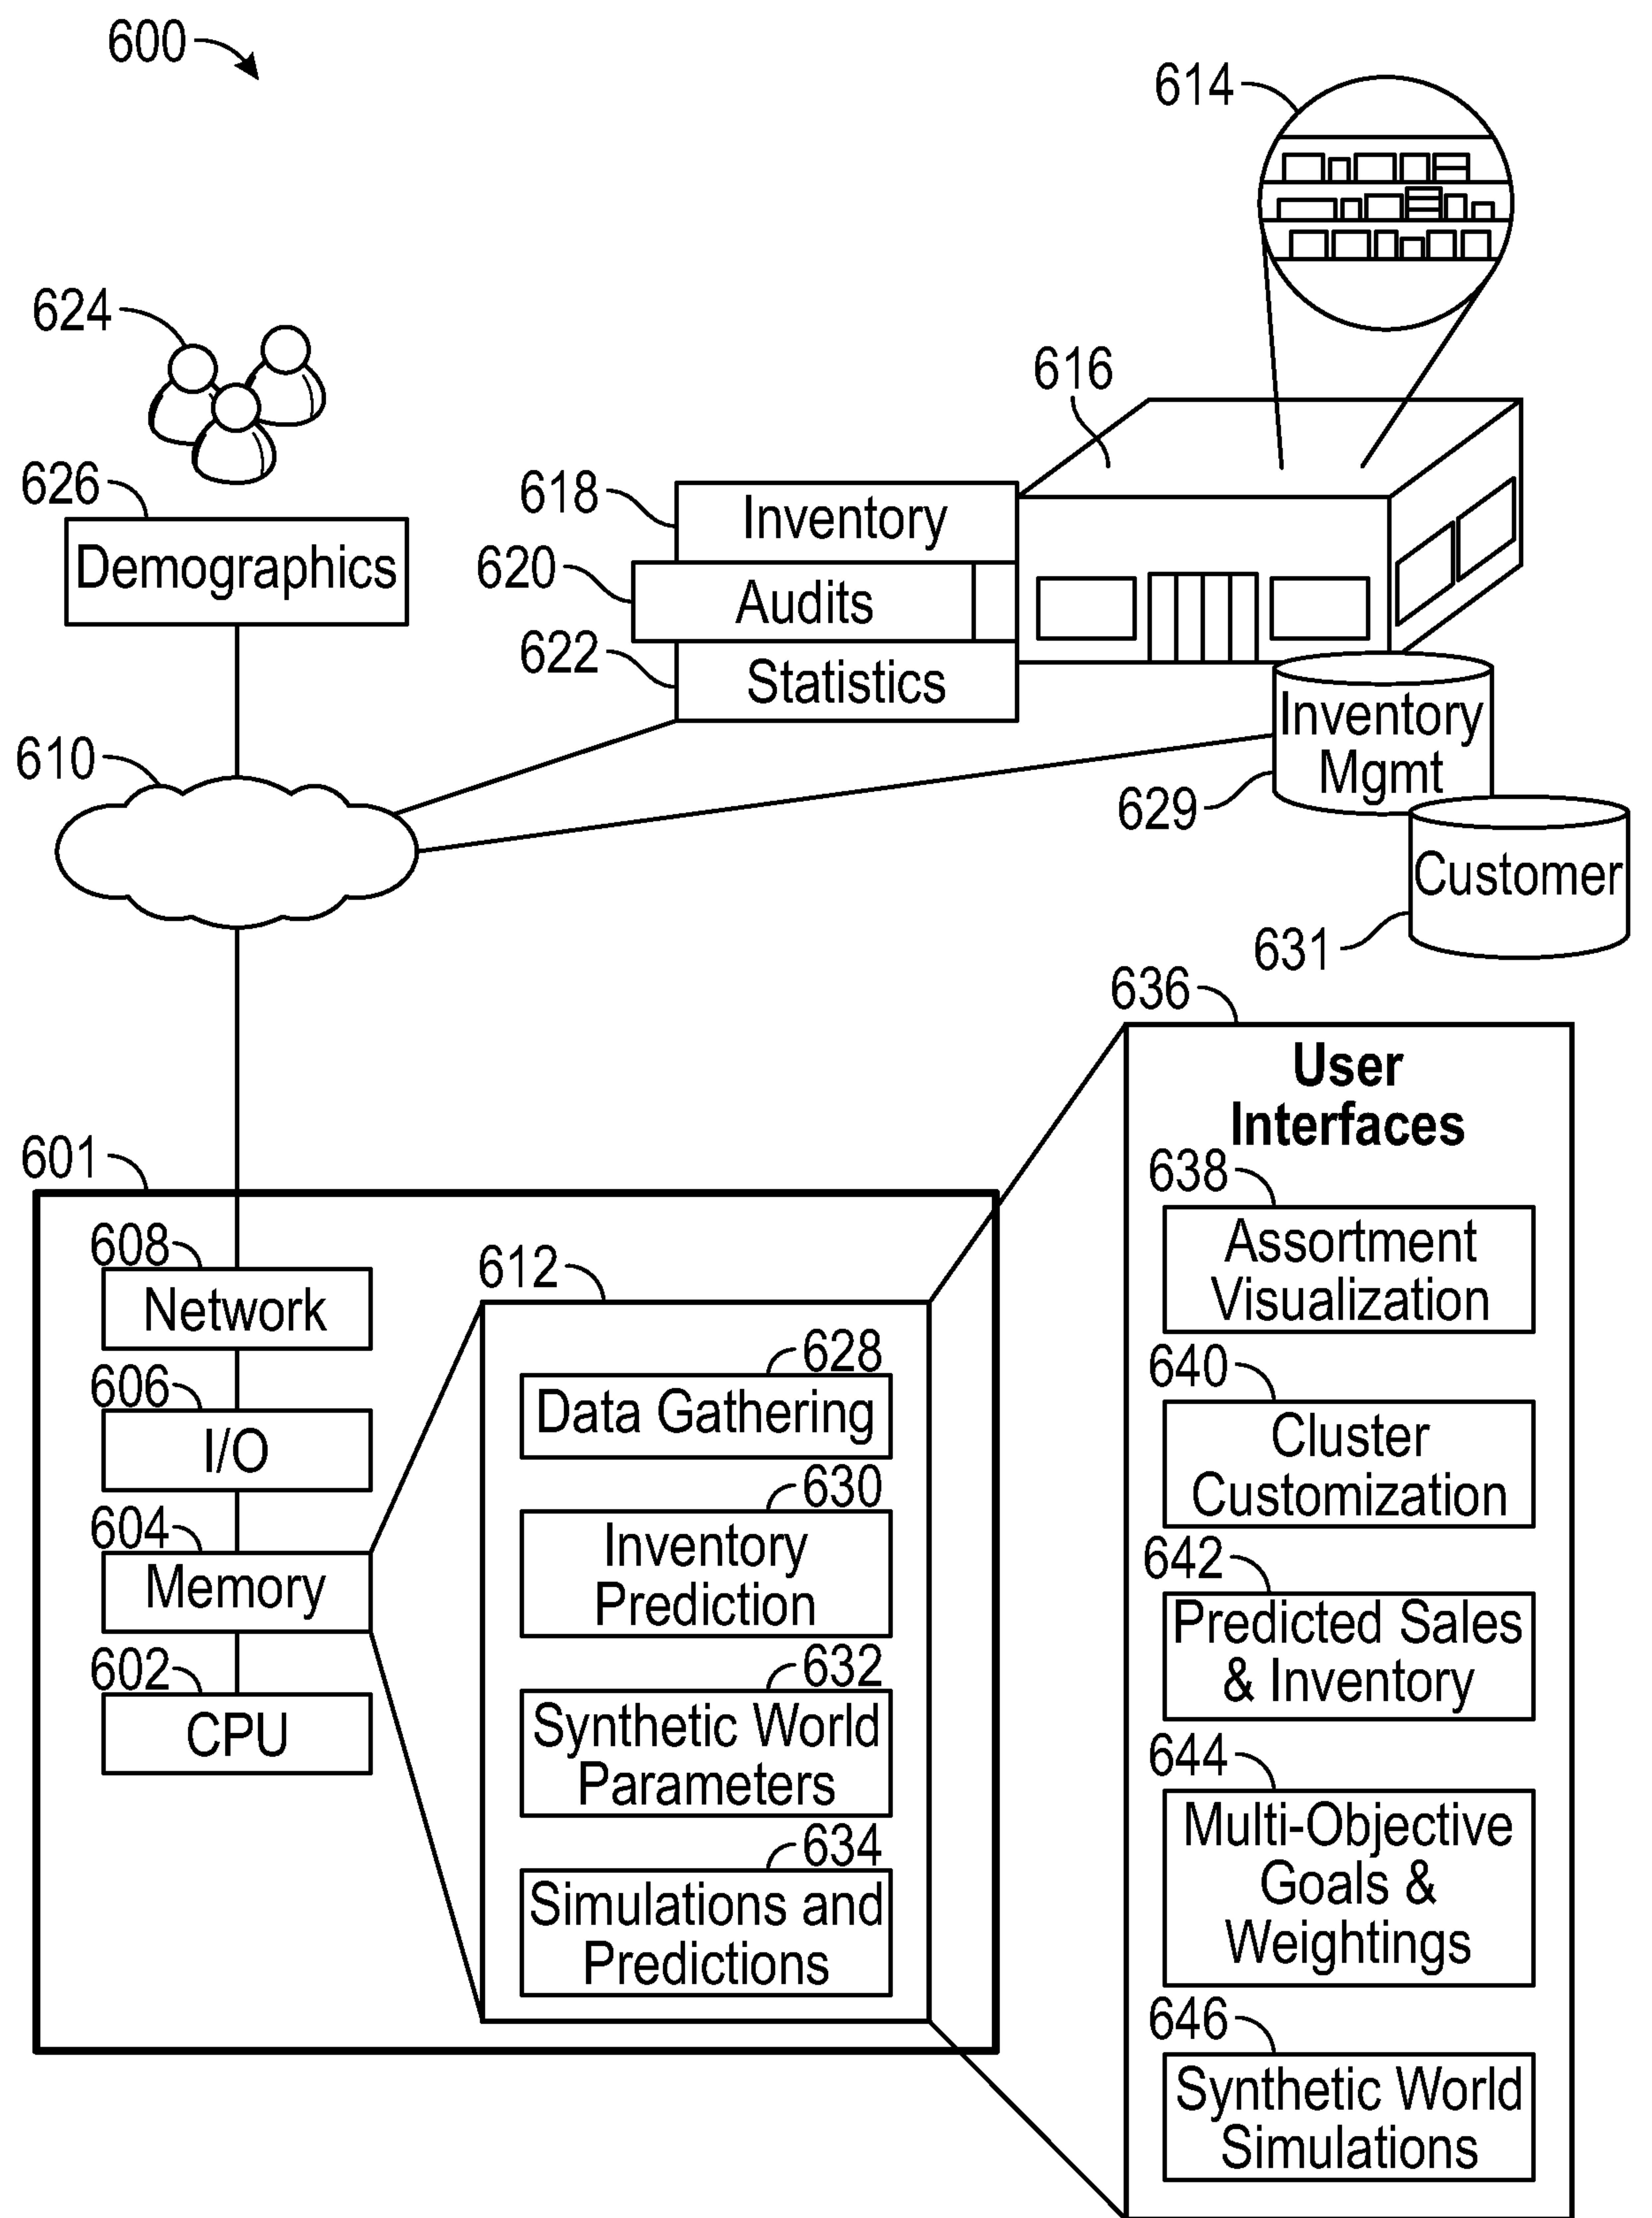 600
614
624
616
626
618
Inventory
Demographics
620
Audits
622
Statistics
610
Inventory
Mgmt
629
Customer
631
636
User
Interfaces
601
638
Assortment
Visualization
608
Network
612
628
Data Gathering
640
Cluster
Customization
606
I/O
630
Inventory
Prediction
604
Memory
642
Predicted Sales
& Inventory
602
CPU
632
Synthetic World
Parameters
644
Multi-Objective
Goals &
Weightings
634
Simulations and
Predictions
646
Synthetic World
Simulations